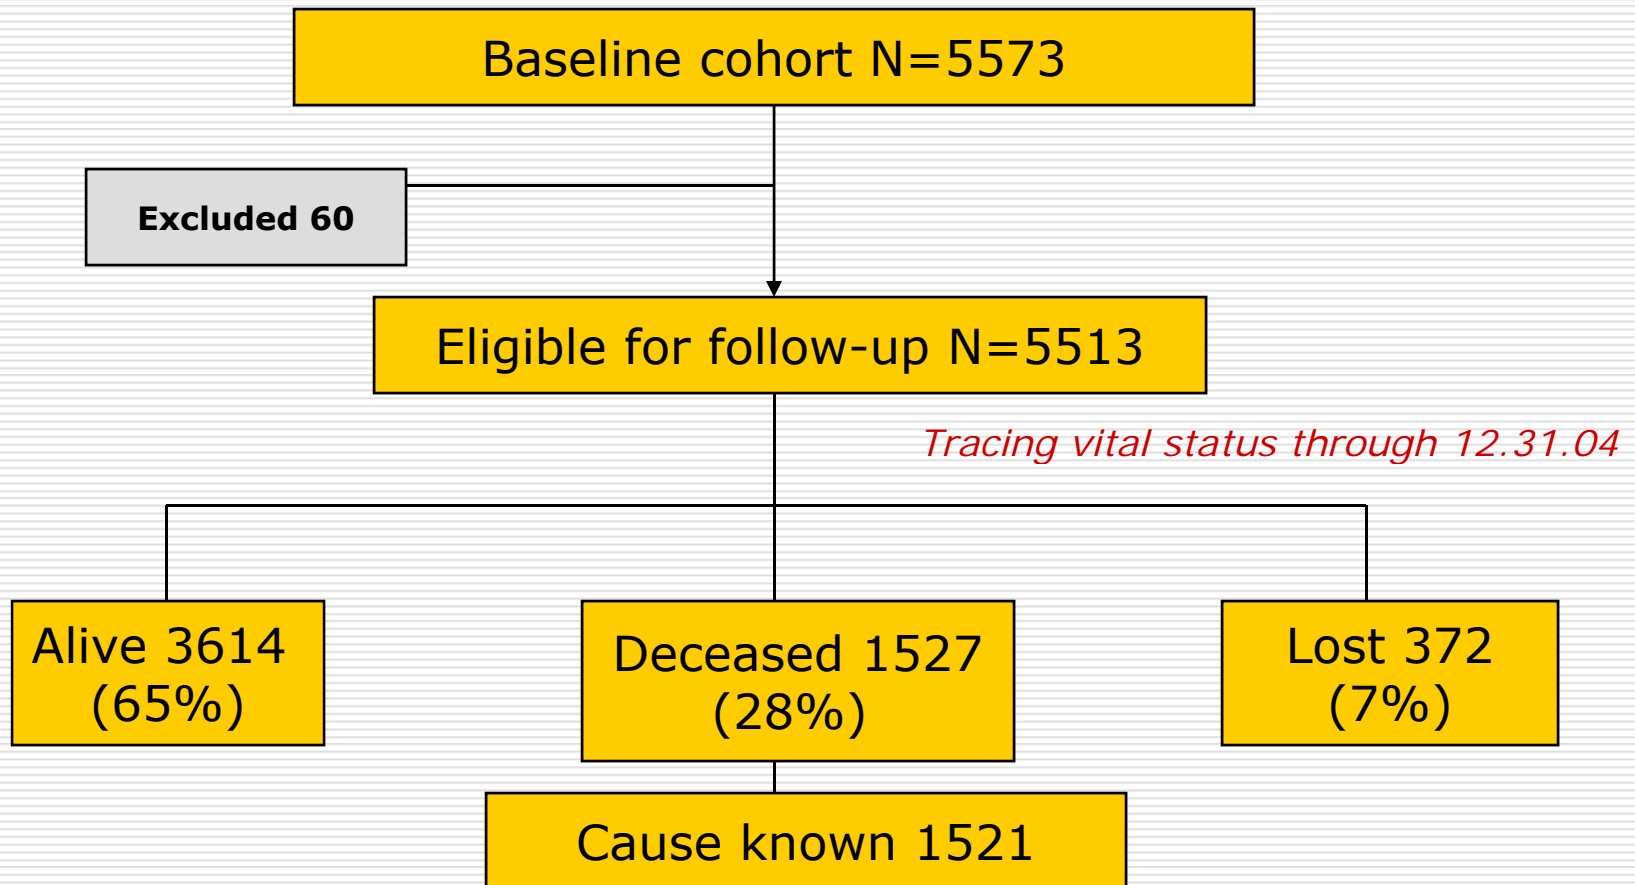 Baseline cohort N=5573
Excluded 60
Eligible for follow-up N=5513
Tracing vital status through 12.31.04
Alive 3614
(65%)
Deceased 1527
(28%)
Lost 372
(7%)
Cause known 1521